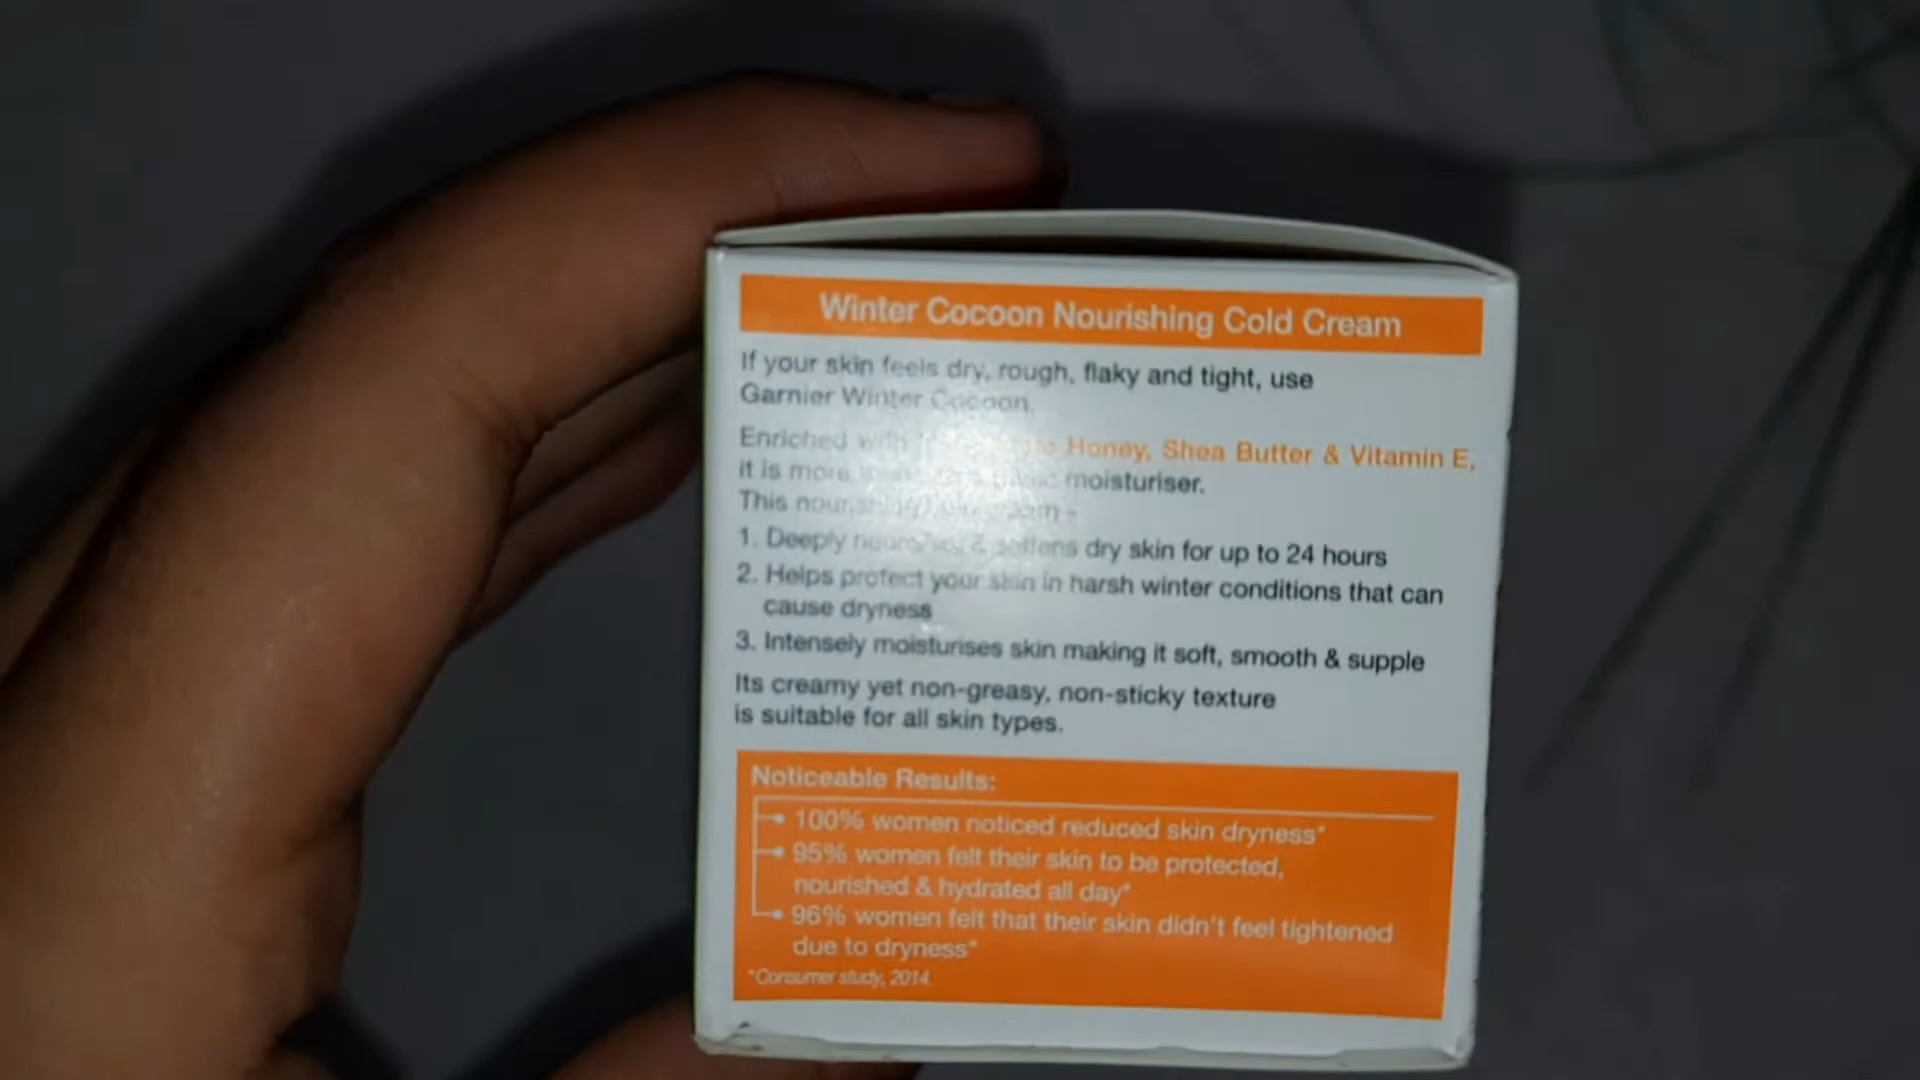 Winter Cocoon Nourishing Cold Cream
If your skin feels dry, rough, flaky and tight, use
Garnier Winter Cocoon.
Enriched with Honey, Shea Butter & Vitamin E,
it is more moisturiser.
This nourishing cream -
1. Deeply nourishes & softens dry skin for up to 24 hours
2. Helps protect your skin in harsh winter conditions that can
cause dryness
3. Intensely moisturises skin making it soft, smooth & supple
Its creamy yet non-greasy, non-sticky texture
is suitable for all skin types.
Noticeable Results:
100% women noticed reduced skin dryness*
95% women felt their skin to be protected,
nourished & hydrated all day*
96% women felt that their skin didn't feel tightened
due to dryness*
*Consumer study, 2014.